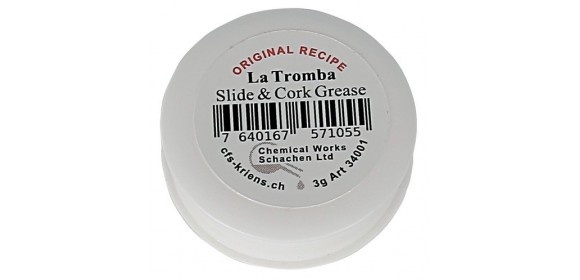 ORIGINAL RECIPE
La Tromba
Slide & Cork Grease
7 640167 571055
Chemical Works
Schachen Ltd
cfs-kriens.ch
3g Art 34001